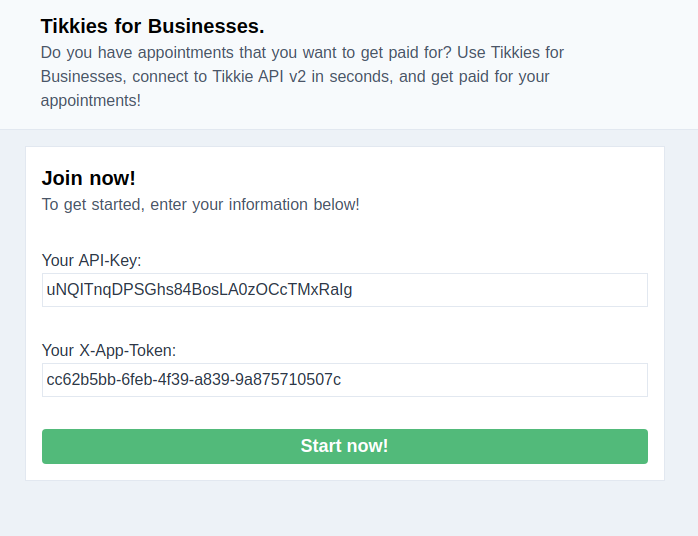 Tikkies for Businesses.
Do you have appointments that you want to get paid for? Use Tikkies for
Businesses, connect to Tikkie API v2 in seconds, and get paid for your
appointments!
Join now!
To get started, enter your information below!
Your API-Key:
uNQITnqDPSGhs84BosLA0zOCcTMxRaIg
Your X-App-Token:
cc62b5bb-6feb-4f39-a839-9a875710507c
Start now!